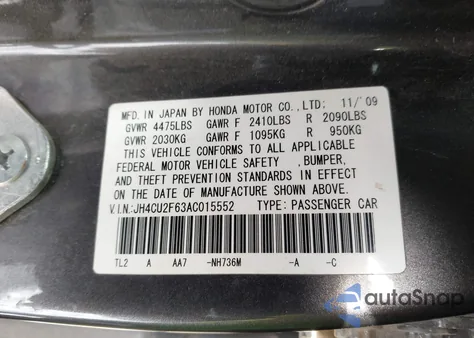 MFD. IN JAPAN BY HONDA MOTOR CO., LTD: 11/'09
GVWR 4475LBS GAWR F 2410LBS R 2090LBS
GVWR 2030KG GAWR F 1095KG R 950KG
THIS VEHICLE CONFORMS TO ALL APPLICABLE
FEDERAL MOTOR VEHICLE SAFETY ,BUMPER,
AND THEFT PREVENTION STANDARDS IN EFFECT
ON THE DATE OF MANUFACTURE SHOWN ABOVE.
V.I.N.:JH4CU2F63AC015552 TYPE: PASSENGER CAR
TL2 A AA7 -NH736M -A -C
autoSnap